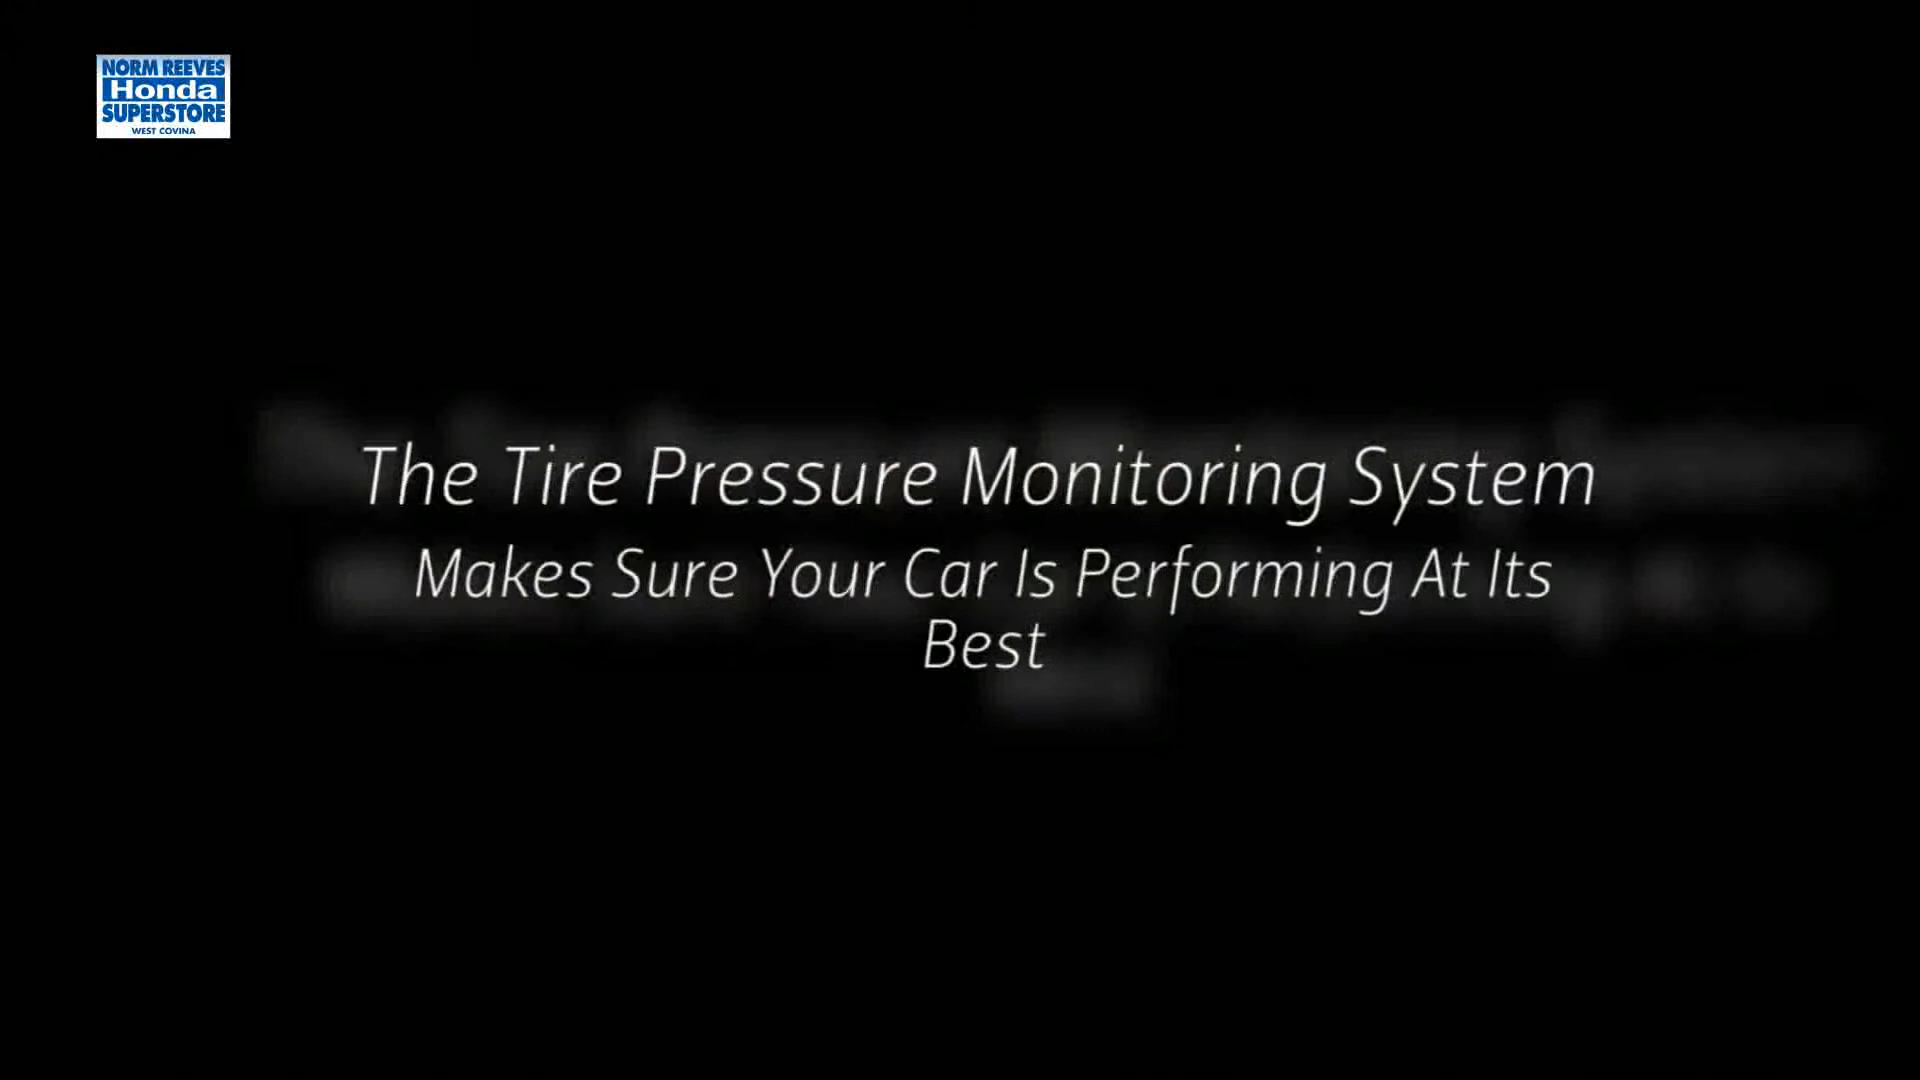 NORM REEVES
Honda
SUPERSTORE
WEST COVINA
The Tire Pressure Monitoring System
Makes Sure Your Car Is Performing At Its
Best